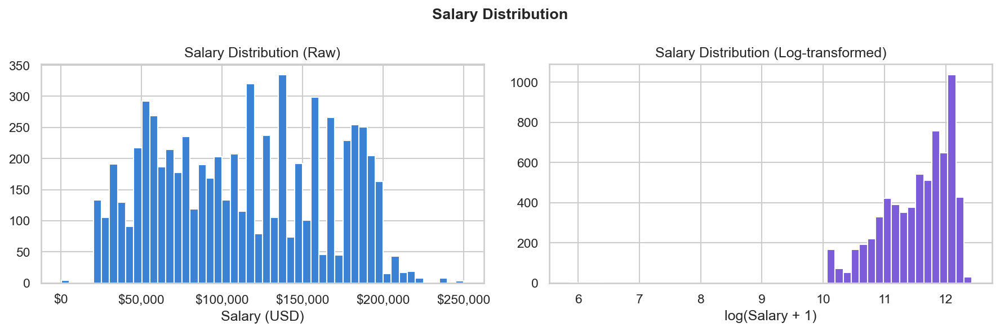 Salary Distribution
Salary Distribution (Raw)
350
300
250
200
150
100
50
0
$0 $50,000 $100,000 $150,000 $200,000 $250,000
Salary (USD)
Salary Distribution (Log-transformed)
1000
800
600
400
200
0
6 7 8 9 10 11 12
log(Salary + 1)